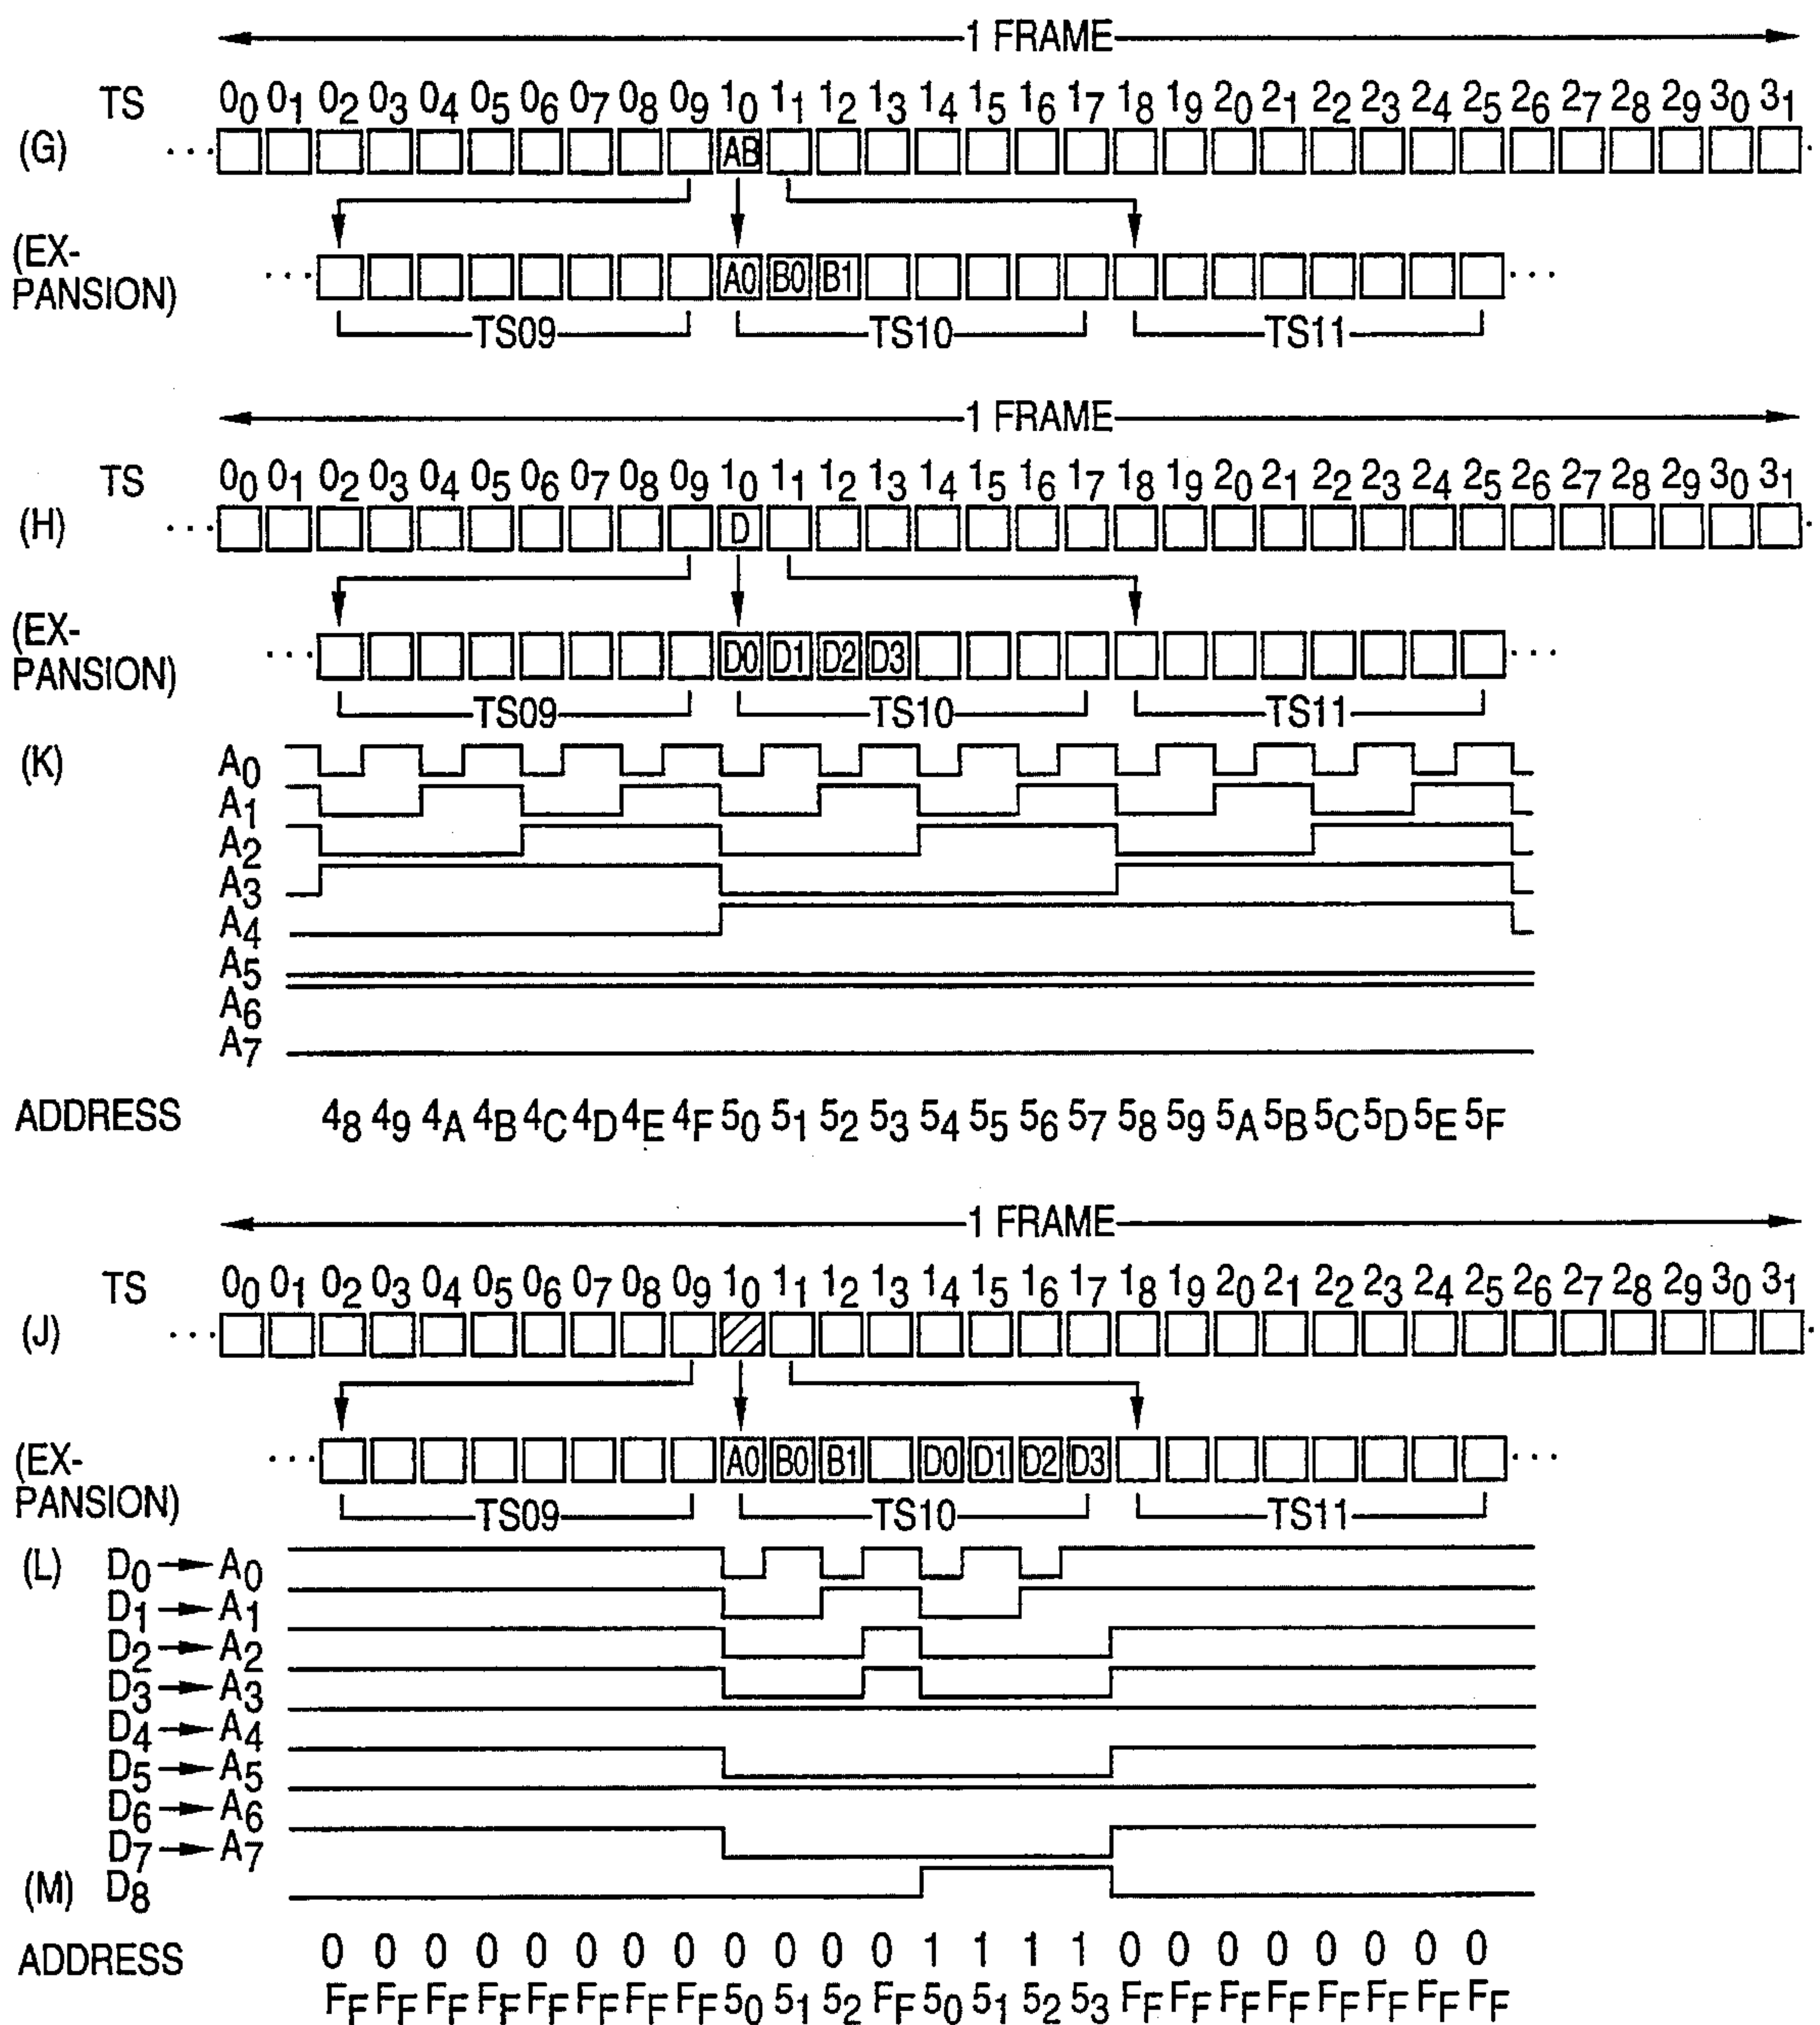 1 FRAME
TS 00 01 02 03 04 05 06 07 08 09 10 11 12 13 14 15 16 17 18 19 20 21 22 23 24 25 26 27 28 29 30 31
(G) ... AB .
(EX-
PANSION) ... A0 B0 B1 ...
TS09 TS10 TS11
1 FRAME
TS 00 01 02 03 04 05 06 07 08 09 10 11 12 13 14 15 16 17 18 19 20 21 22 23 24 25 26 27 28 29 30 31
(H) ... D .
(EX-
PANSION) ... D0 D1 D2 D3 ...
TS09 TS10 TS11
(K) A0
A1
A2
A3
A4
A5
A6
A7
ADDRESS 48 49 4A 4B 4C 4D 4E 4F 50 51 52 53 54 55 56 57 58 59 5A 5B 5C 5D 5E 5F
1 FRAME
TS 00 01 02 03 04 05 06 07 08 09 10 11 12 13 14 15 16 17 18 19 20 21 22 23 24 25 26 27 28 29 30 31
(J) ... .
(EX-
PANSION) ... A0 B0 B1 D0 D1 D2 D3 ...
TS09 TS10 TS11
(L) D0 → A0
D1 → A1
D2 → A2
D3 → A3
D4 → A4
D5 → A5
D6 → A6
D7 → A7
(M) D8
ADDRESS 0 0 0 0 0 0 0 0 0 0 0 0 1 1 1 1 0 0 0 0 0 0 0 0
FF FF FF FF FF FF FF FF 50 51 52 FF 50 51 52 53 FF FF FF FF FF FF FF FF